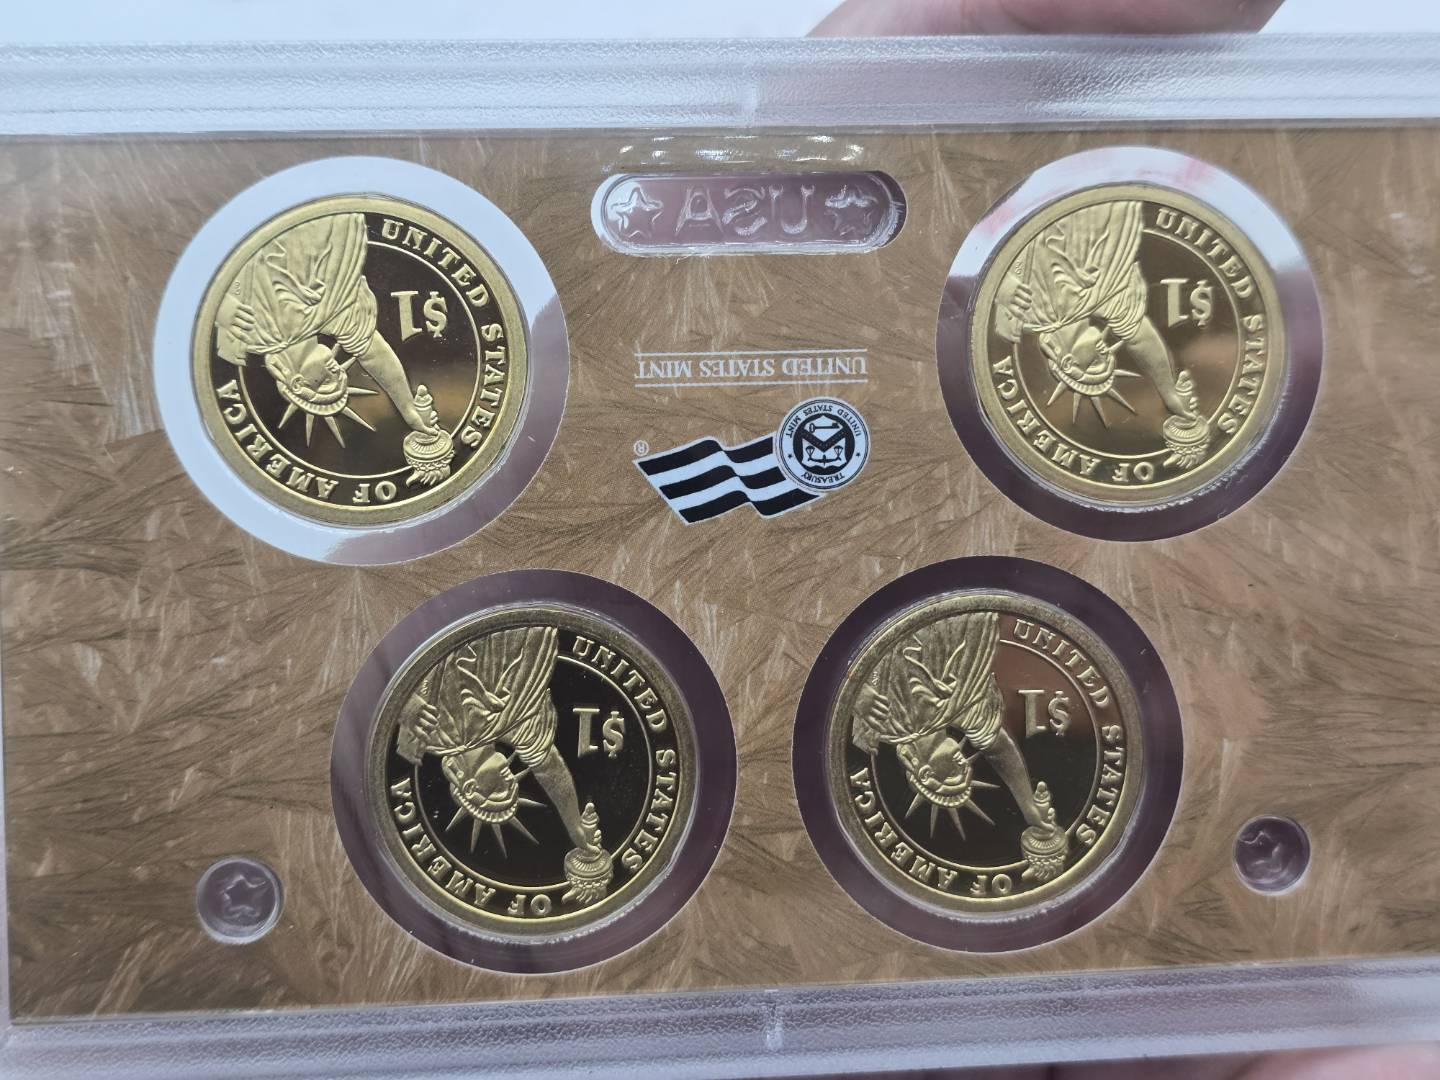 USA
UNITED STATES OF AMERICA
$1
UNITED STATES OF AMERICA
$1
UNITED STATES MINT
®
UNITED STATES MINT
TREASURY
UNITED STATES OF AMERICA
$1
UNITED STATES OF AMERICA
$1